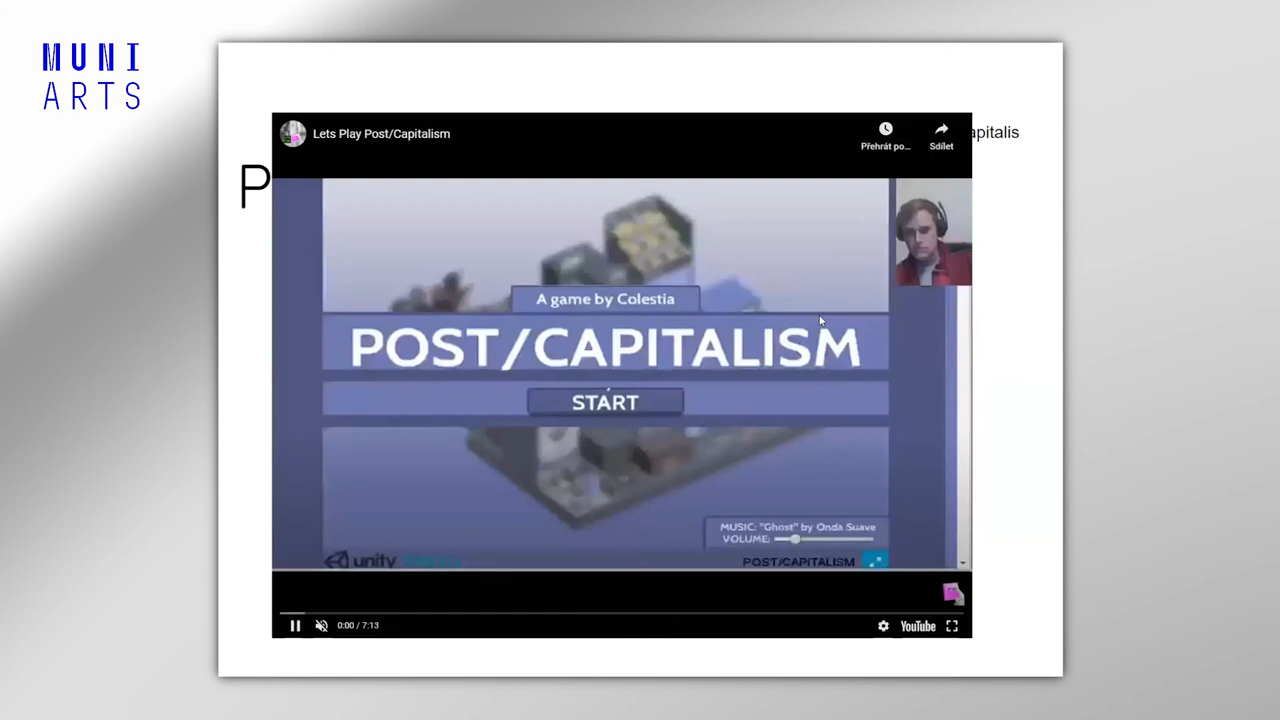 MUNI
ARTS
Lets Play Post/Capitalism
Přehrát po...
Sdílet
apitalis
P
A game by Colestia
POST/CAPITALISM
START
MUSIC: "Ghost" by Onda Suave
VOLUME:
unity
POST/CAPITALISM
0:00 / 7:13
YouTube